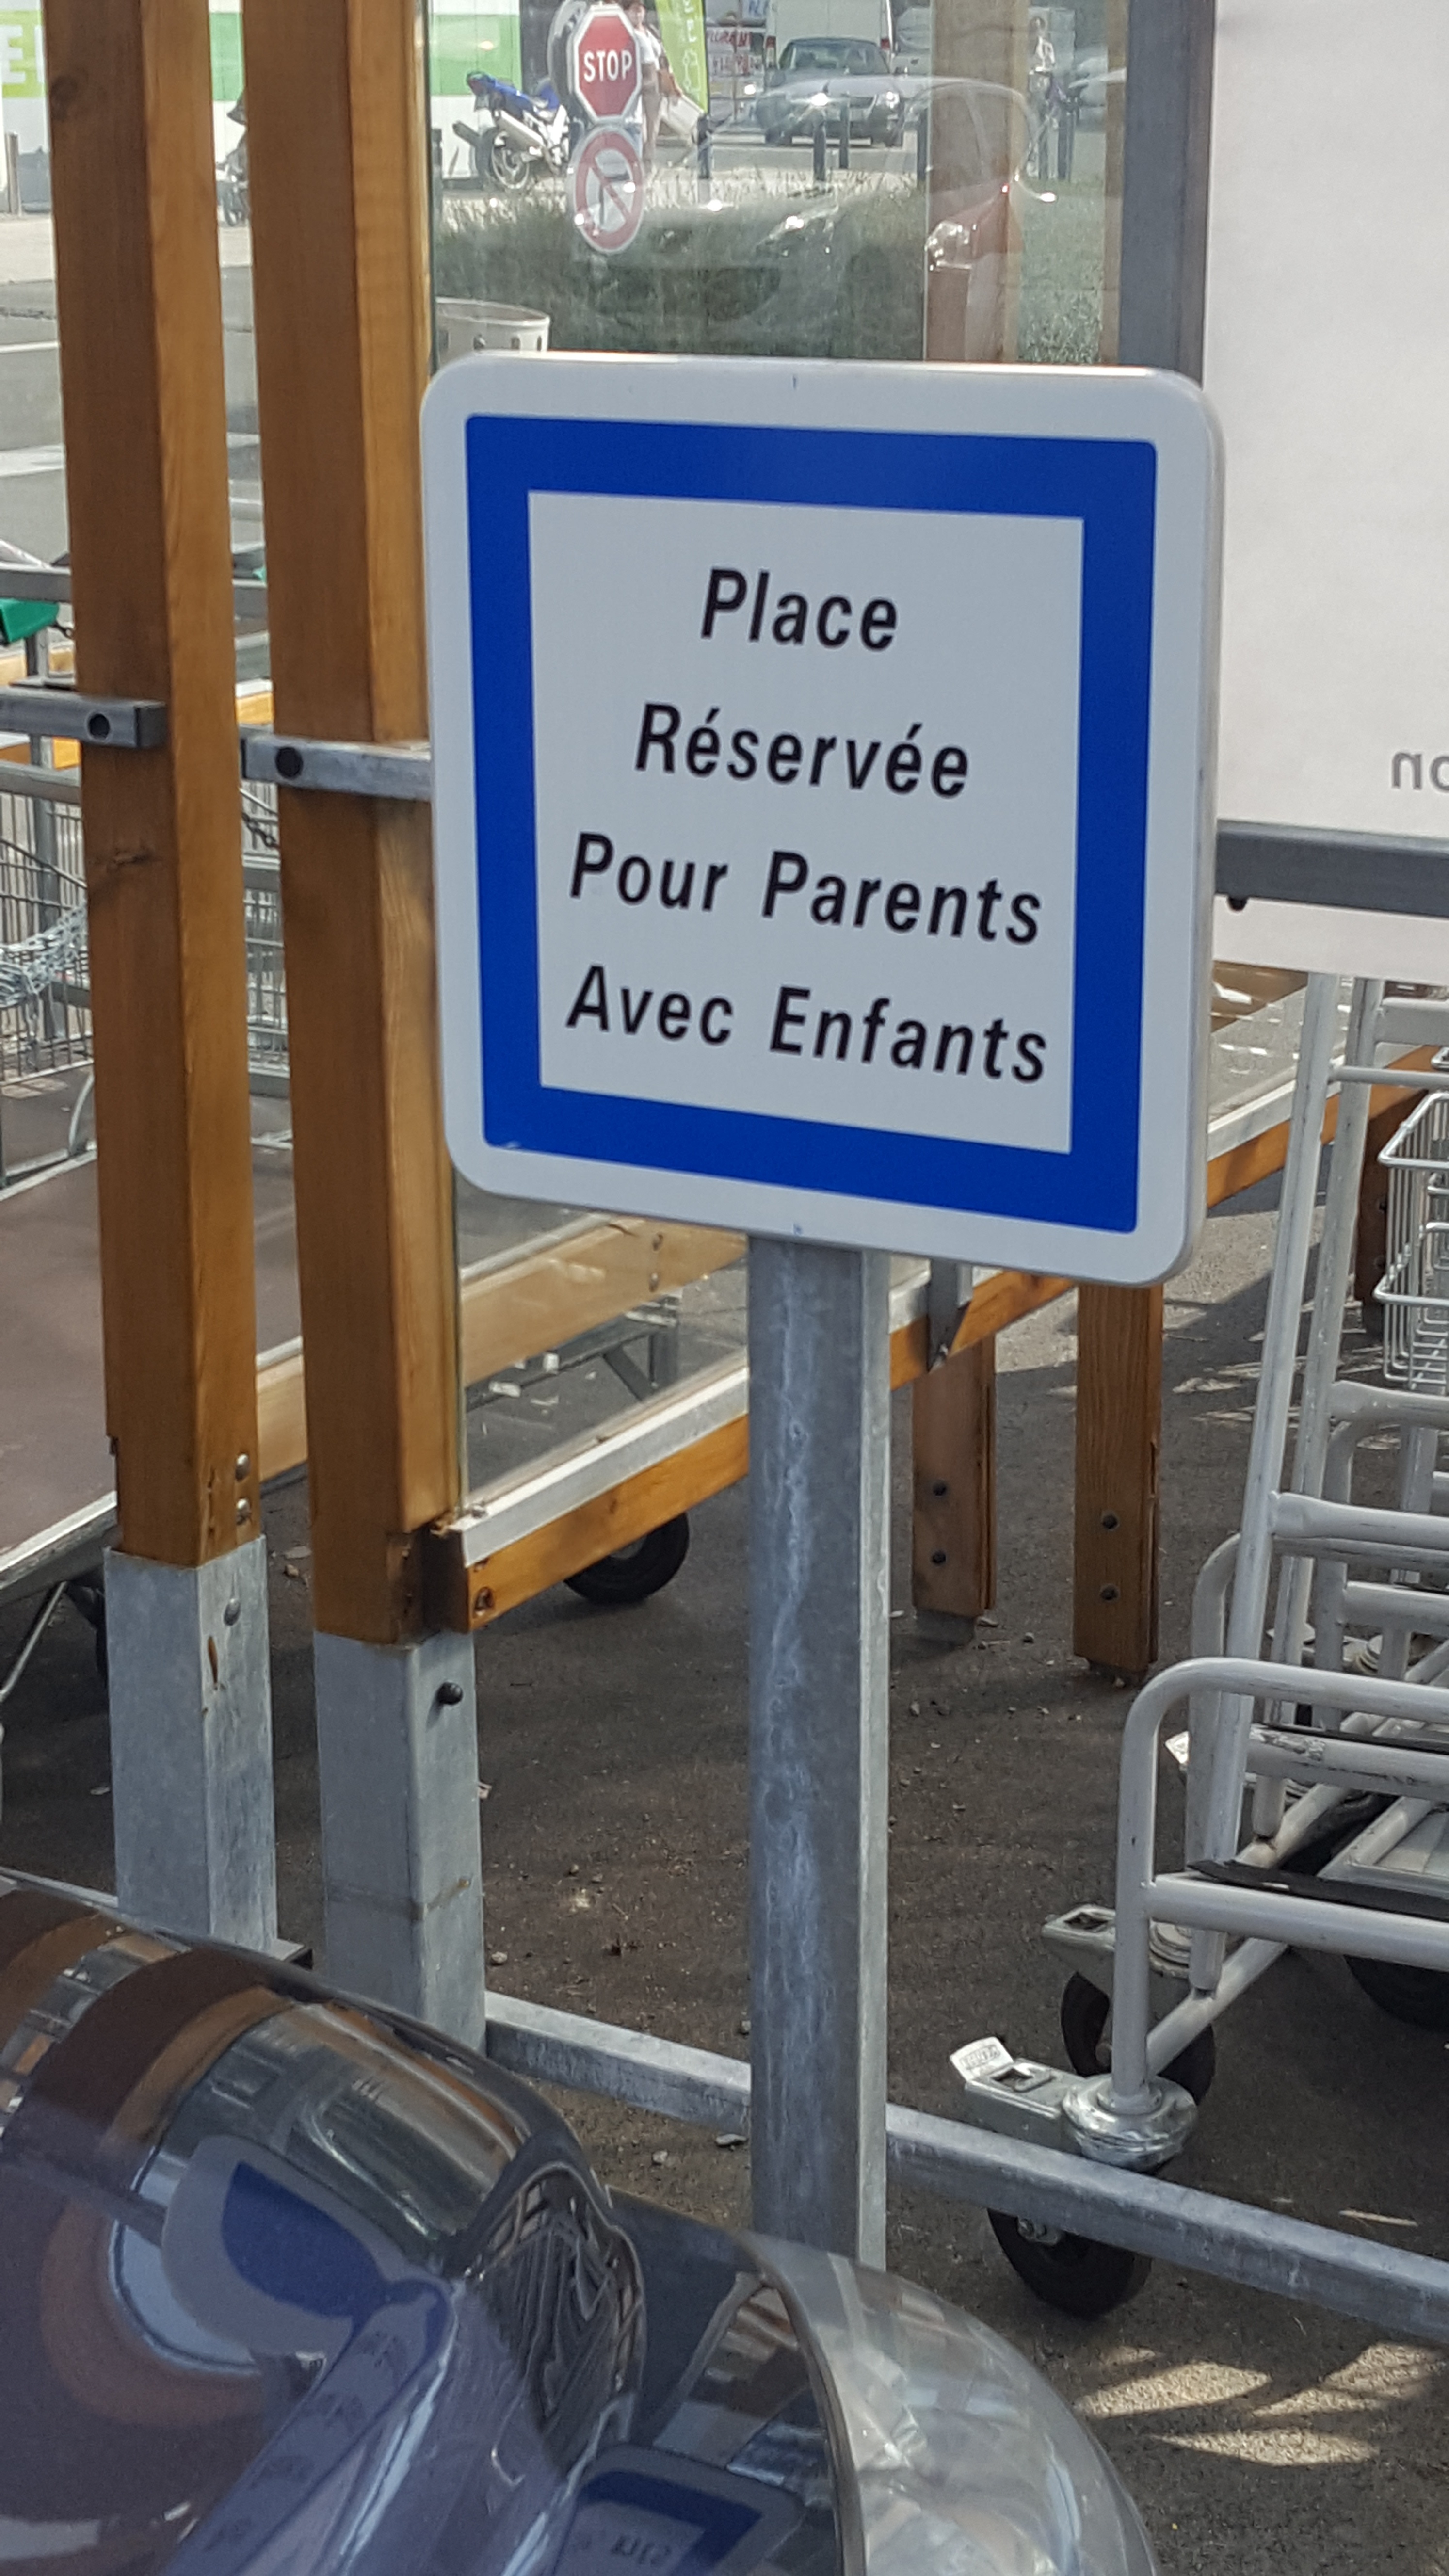 STOP
Place
Réservée
Pour Parents
Avec Enfants